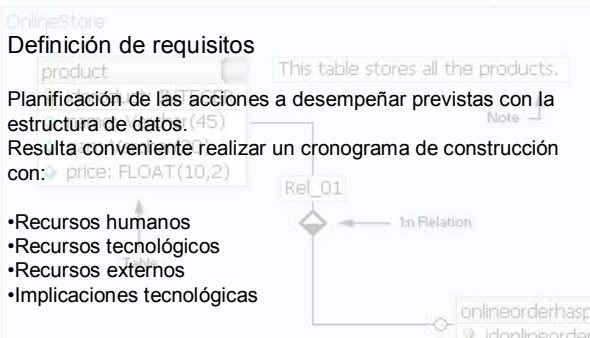 OnlineStore
Definición de requisitos
product
This table stores all the products.
Planificación de las acciones a desempeñar previstas con la
estructura de datos.
Note
Resulta conveniente realizar un cronograma de construcción
con:
price: FLOAT(10,2)
Rel_01
•Recursos humanos
1:n Relation
•Recursos tecnológicos
•Recursos externos
Table
•Implicaciones tecnológicas